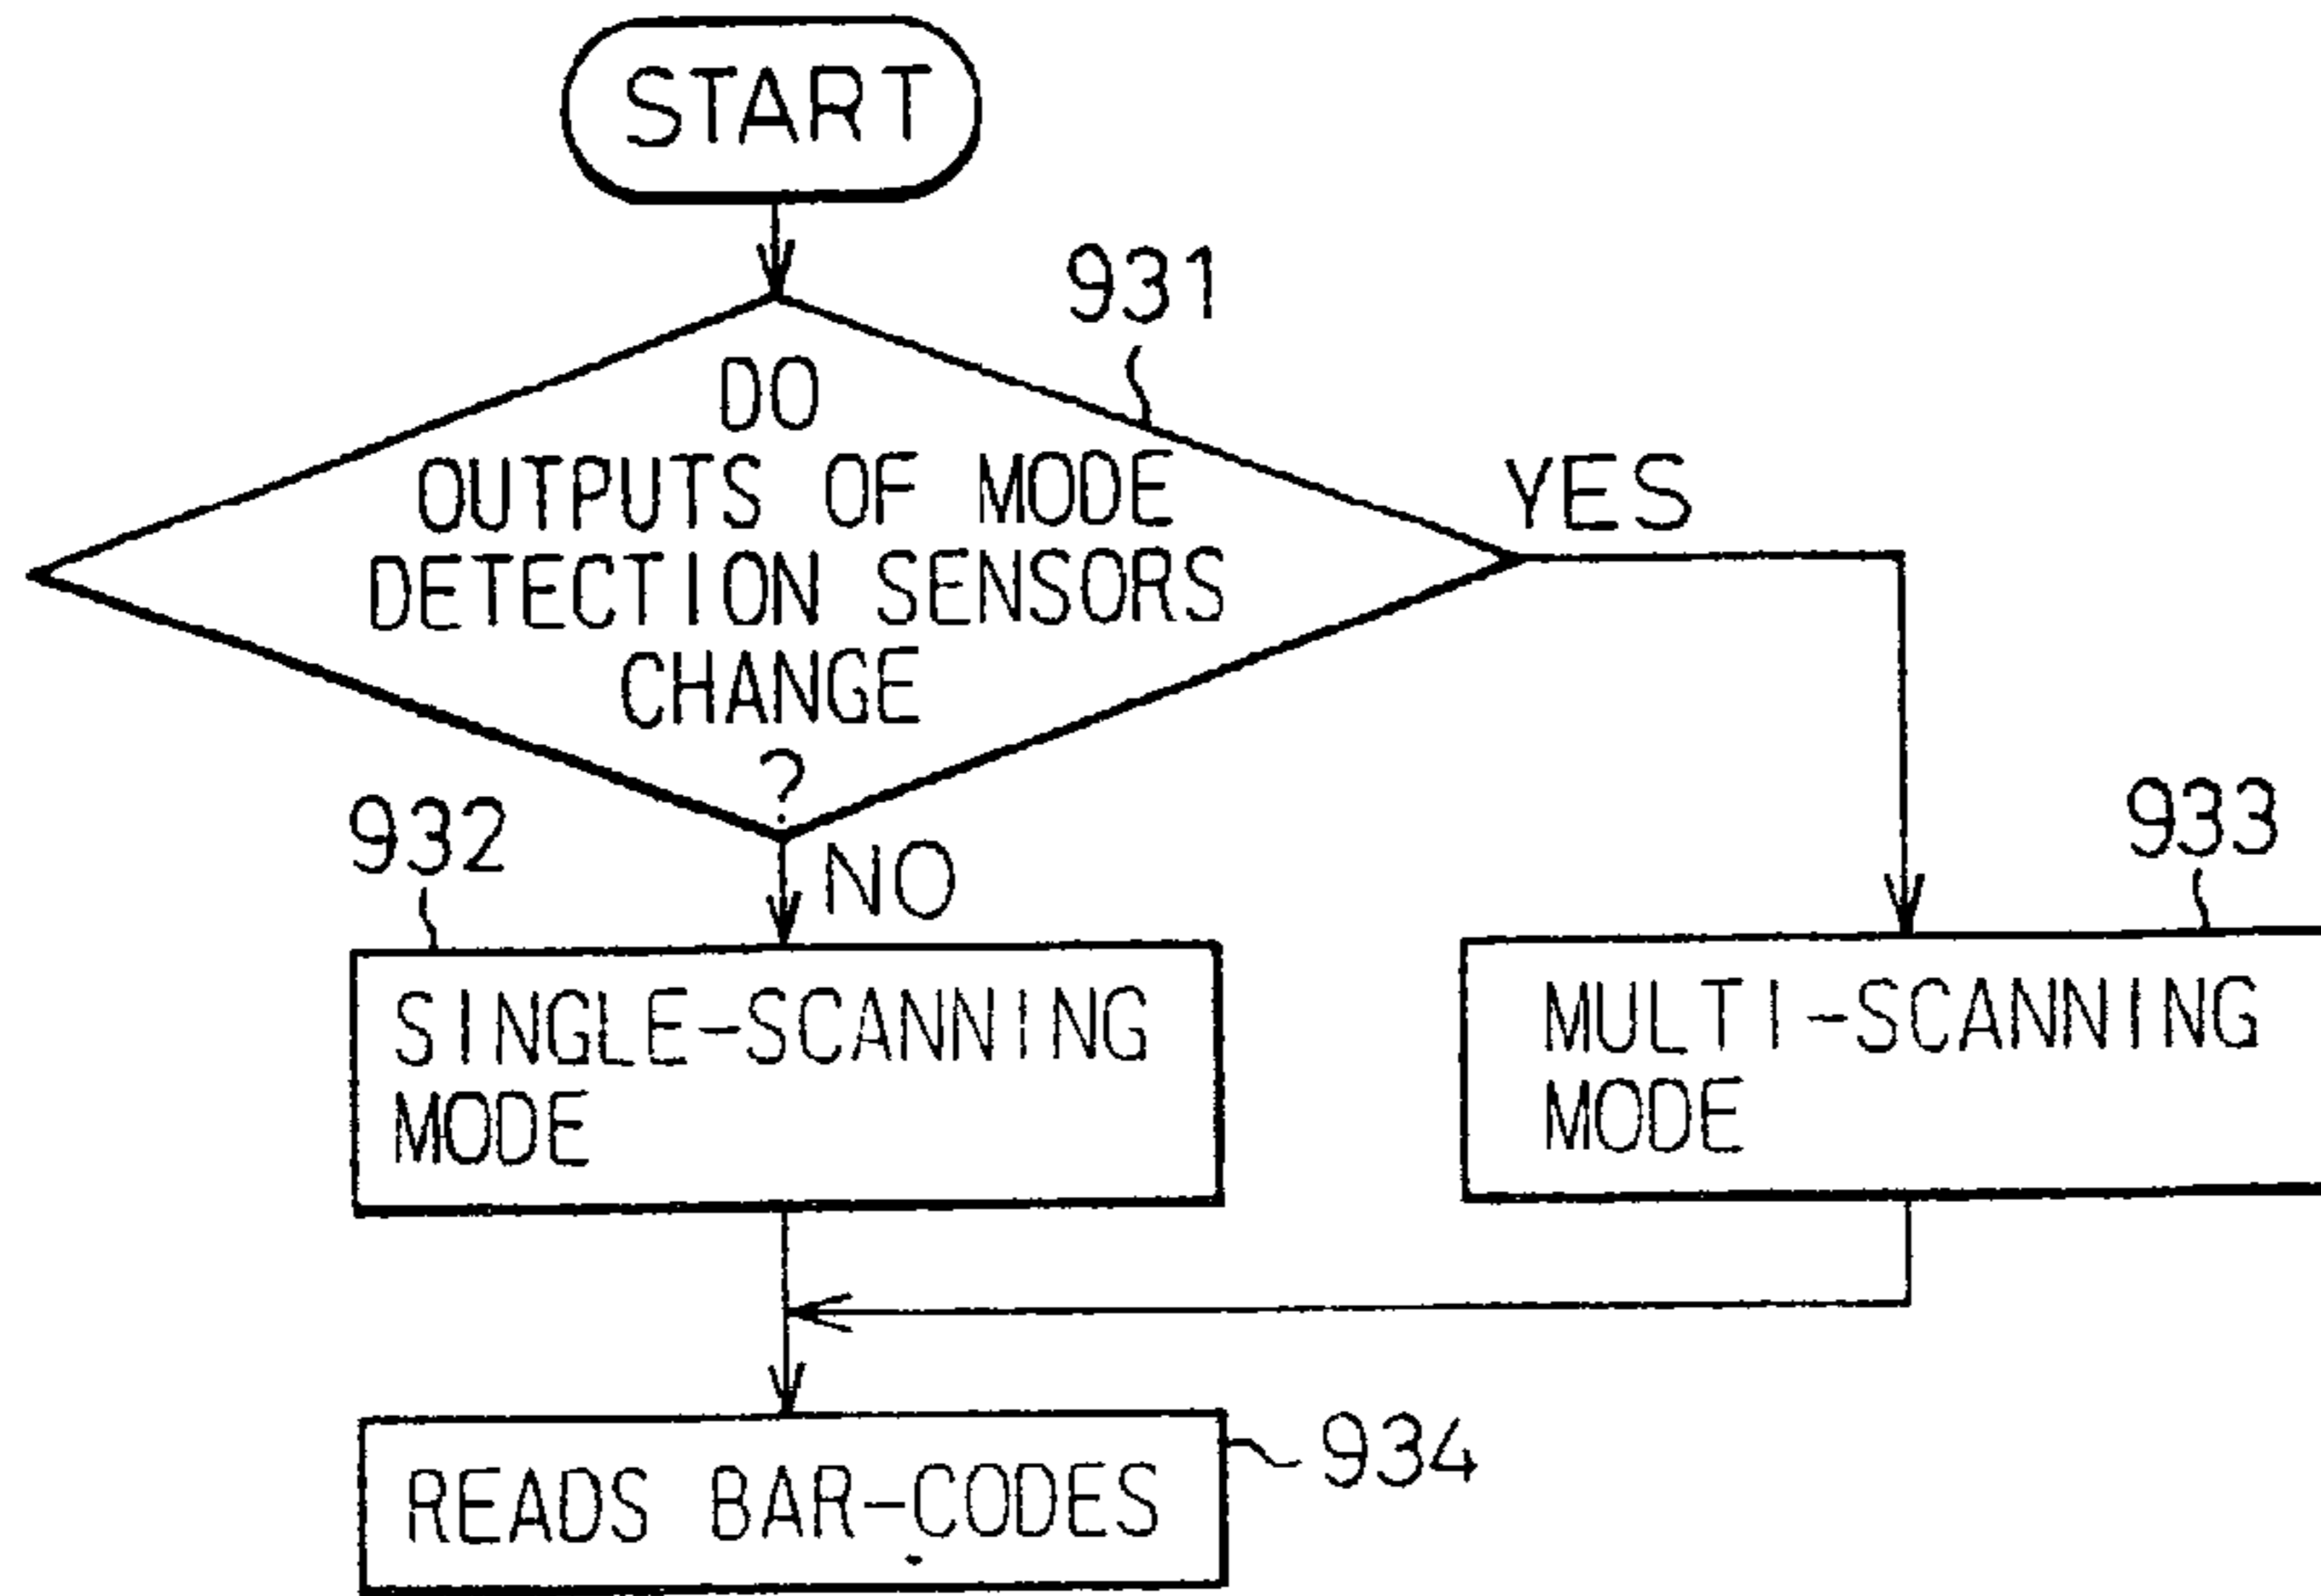 START
931
DO
OUTPUTS OF MODE
DETECTION SENSORS
CHANGE
?
YES
NO
932
SINGLE-SCANNING
MODE
933
MULTI-SCANNING
MODE
READS BAR-CODES
934